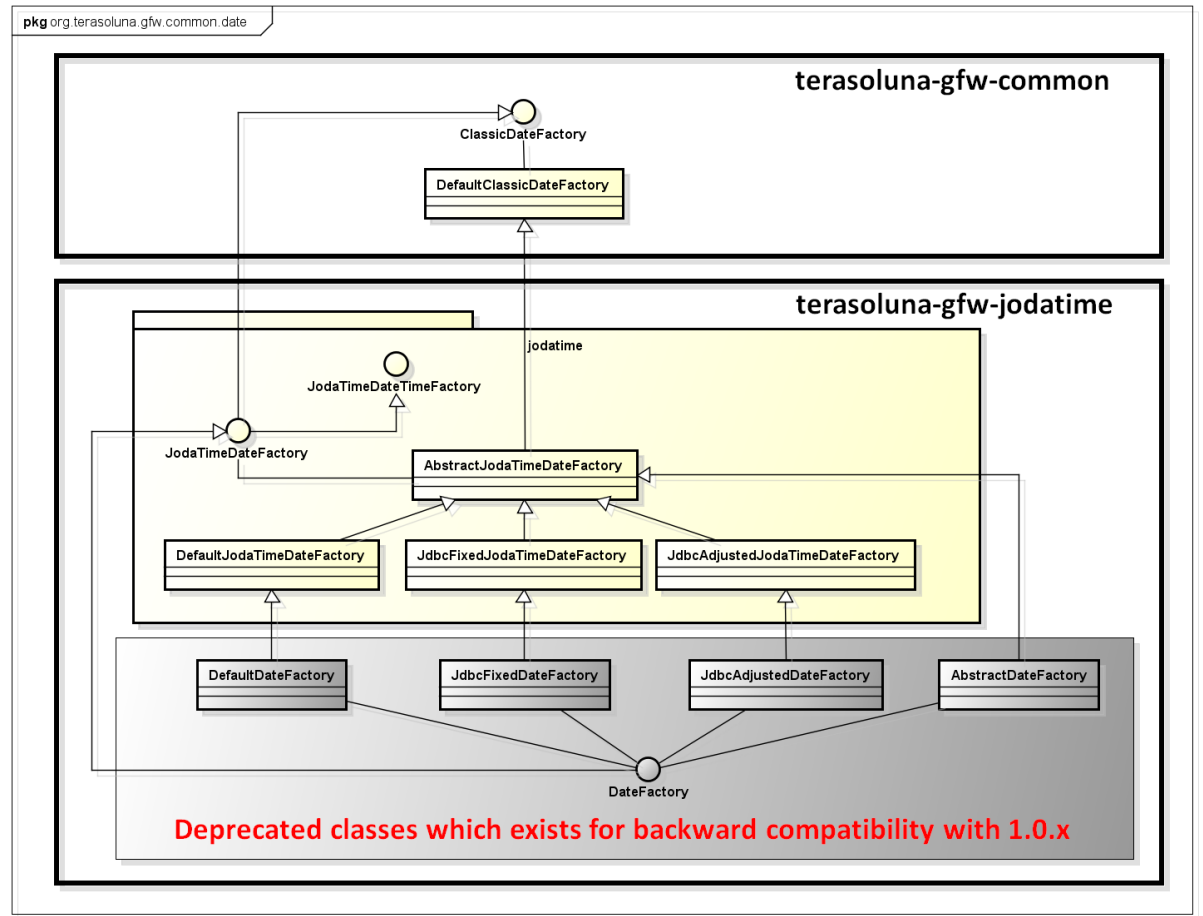 pkg org.terasoluna.gfw.common.date
terasoluna-gfw-common
ClassicDateFactory
DefaultClassicDateFactory
terasoluna-gfw-jodatime
jodatime
JodaTimeDateTimeFactory
JodaTimeDateFactory
AbstractJodaTimeDateFactory
DefaultJodaTimeDateFactory
JdbcFixedJodaTimeDateFactory
JdbcAdjustedJodaTimeDateFactory
DefaultDateFactory
JdbcFixedDateFactory
JdbcAdjustedDateFactory
AbstractDateFactory
DateFactory
Deprecated classes which exists for backward compatibility with 1.0.x